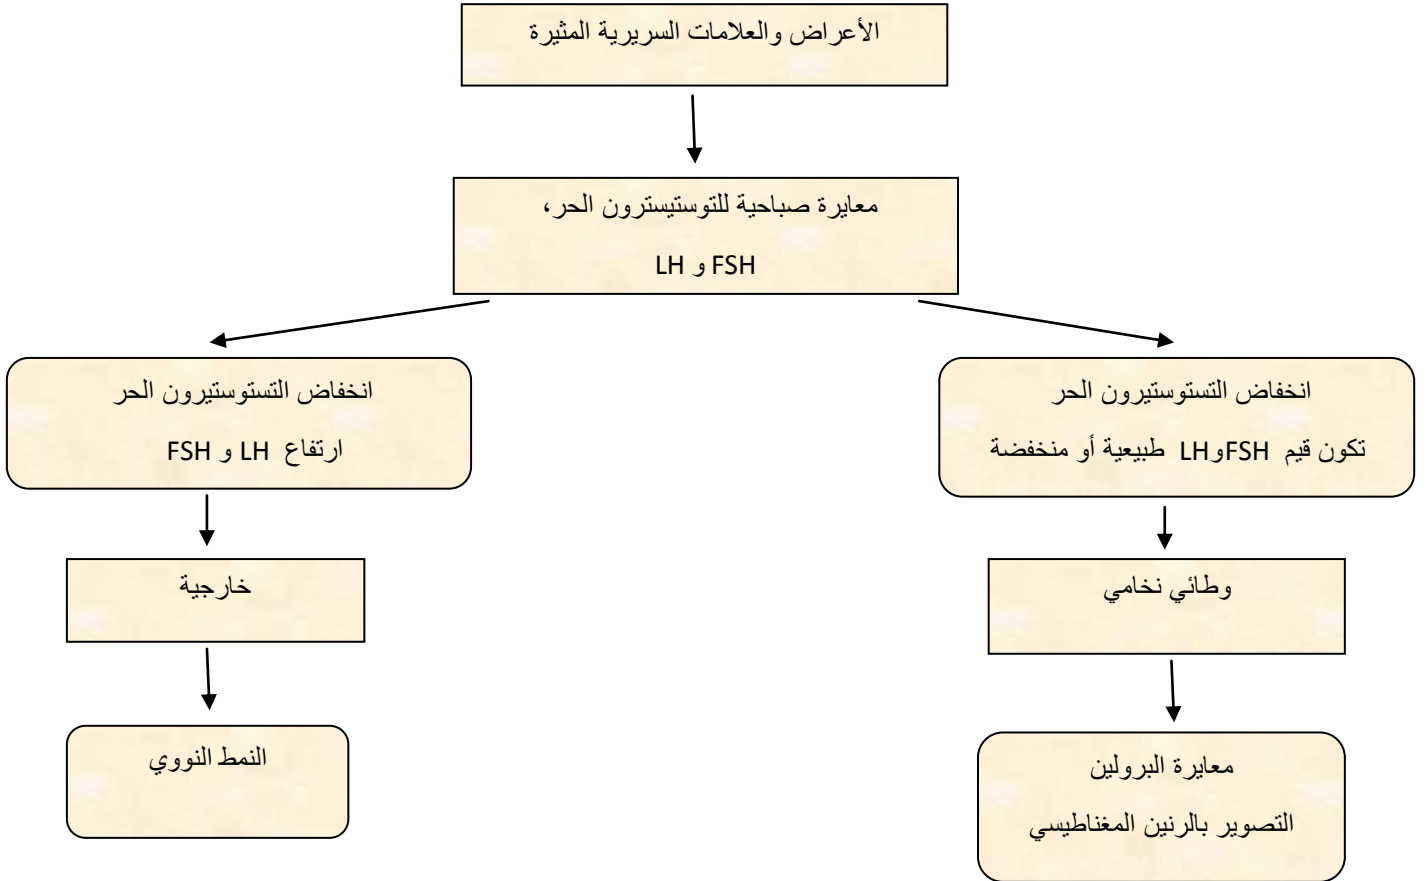 الأعراض والعلامات السريرية المثيرة
معايرة صباحية للتوستيسترون الحر،
LH و FSH
انخفاض التستوستيرون الحر
تكون قيم FSHوLH طبيعية أو منخفضة
انخفاض التستوستيرون الحر
ارتفاع LH و FSH
وطائي نخامي
خارجية
معايرة البرولين
التصوير بالرنين المغناطيسي
النمط النووي